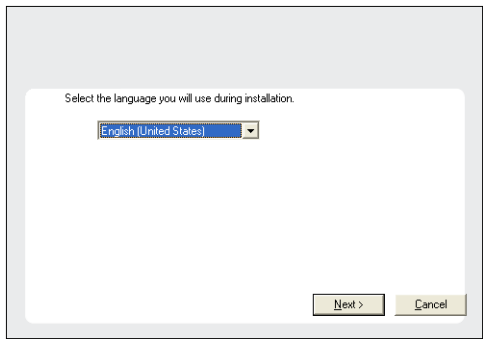 Select the language you will use during installation.
English (United States)
Next >
Cancel